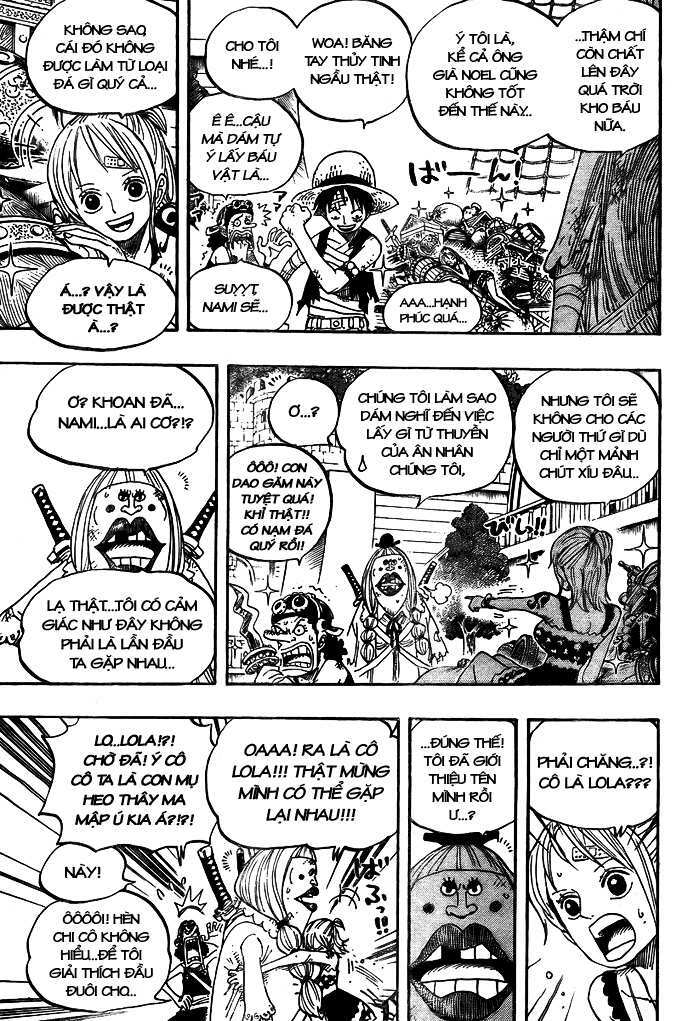 ...THẬM CHÍ
CÒN CHẤT
LÊN ĐÂY
QUÁ TRỜI
KHO BÁU
NỮA.
Ý TÔI LÀ,
KỂ CẢ ÔNG
GIÀ NOEL CŨNG
KHÔNG TỐT
ĐẾN THẾ NÀY...
WOA! BĂNG
TAY THỦY TINH
NGẦU THẬT!
CHO TÔI
NHÉ...!
Ê Ê...CẬU
MÀ DÁM TỰ
Ý LẤY BÁU
VẬT LÀ...
SUYỴT,
NAMI SẼ...
AAA...HẠNH
PHÚC QUÁ...
ばーん!
KHÔNG SAO,
CÁI ĐÓ KHÔNG
ĐƯỢC LÀM TỪ LOẠI
ĐÁ GÌ QUÝ CẢ...
Á...? VẬY LÀ
ĐƯỢC THẬT
À...?
NHƯNG TÔI SẼ
KHÔNG CHO CÁC
NGƯỜI THỨ GÌ DÙ
CHỈ MỘT MẢNH
CHÚT XÍU ĐÂU...
びしっ!!
CHÚNG TÔI LÀM SAO
DÁM NGHĨ ĐẾN VIỆC
LẤY GÌ TỪ THUYỀN
CỦA ÂN NHÂN
CHÚNG TÔI,
Ơ...?
ÔÔÔ! CON
DAO GĂM NÀY
TUYỆT QUÁ!
KHỈ THẬT!!
CÓ NẠM ĐÁ
QUÝ RỒI!!
Ơ? KHOAN ĐÃ...
NAMI...LÀ AI CƠ?!?
LẠ THẬT...TÔI CÓ CẢM
GIÁC NHƯ ĐÂY KHÔNG
PHẢI LÀ LẦN ĐẦU
TA GẶP NHAU...
PHẢI CHĂNG...?!
CÔ LÀ LOLA???
...ĐÚNG THẾ!
TÔI ĐÃ GIỚI
THIỆU TÊN
MÌNH RỒI
Ư...?
OAAA! RA LÀ CÔ
LOLA!!! THẬT MỪNG
MÌNH CÓ THỂ GẶP
LẠI NHAU!!!
ばふっ!!
LO...LOLA!?!
CHỜ ĐÃ! Ý CÔ
CÔ TA LÀ CON MỤ
HEO THÂY MA
MẬP Ú KIA Á?!?!
NÀY!
ÔÔÔÔI! HÈN
CHI CÔ KHÔNG
HIỂU...ĐỂ TÔI
GIẢI THÍCH ĐẦU
ĐUÔI CHO...